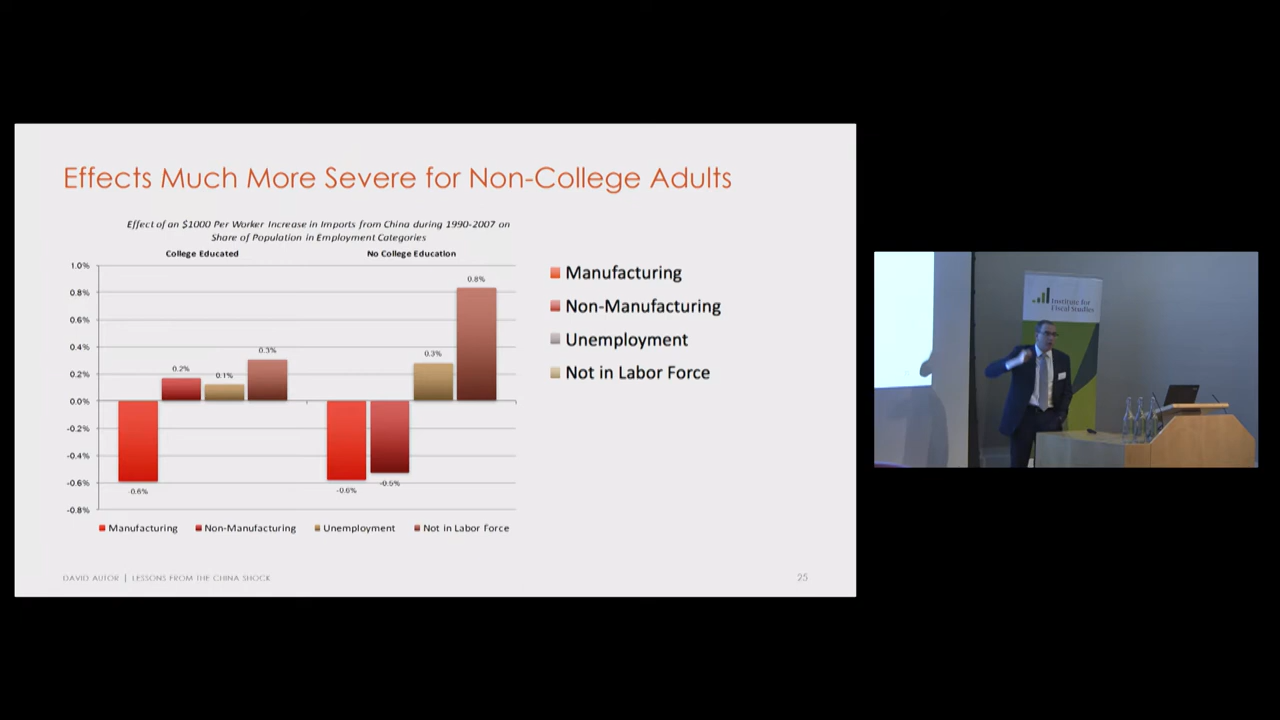 Effects Much More Severe for Non-College Adults
Effect of an $1000 Per Worker Increase in Imports from China during 1990-2007 on
Share of Population in Employment Categories
College Educated
No College Education
1.0%
0.8%
0.6%
0.4%
0.2%
0.0%
-0.2%
-0.4%
-0.6%
-0.8%
-0.6%
0.2%
0.1%
0.3%
-0.6%
-0.5%
0.3%
0.8%
Manufacturing
Non-Manufacturing
Unemployment
Not in Labor Force
Manufacturing
Non-Manufacturing
Unemployment
Not in Labor Force
DAVID AUTOR | LESSONS FROM THE CHINA SHOCK
25
Institute for
Fiscal Studies